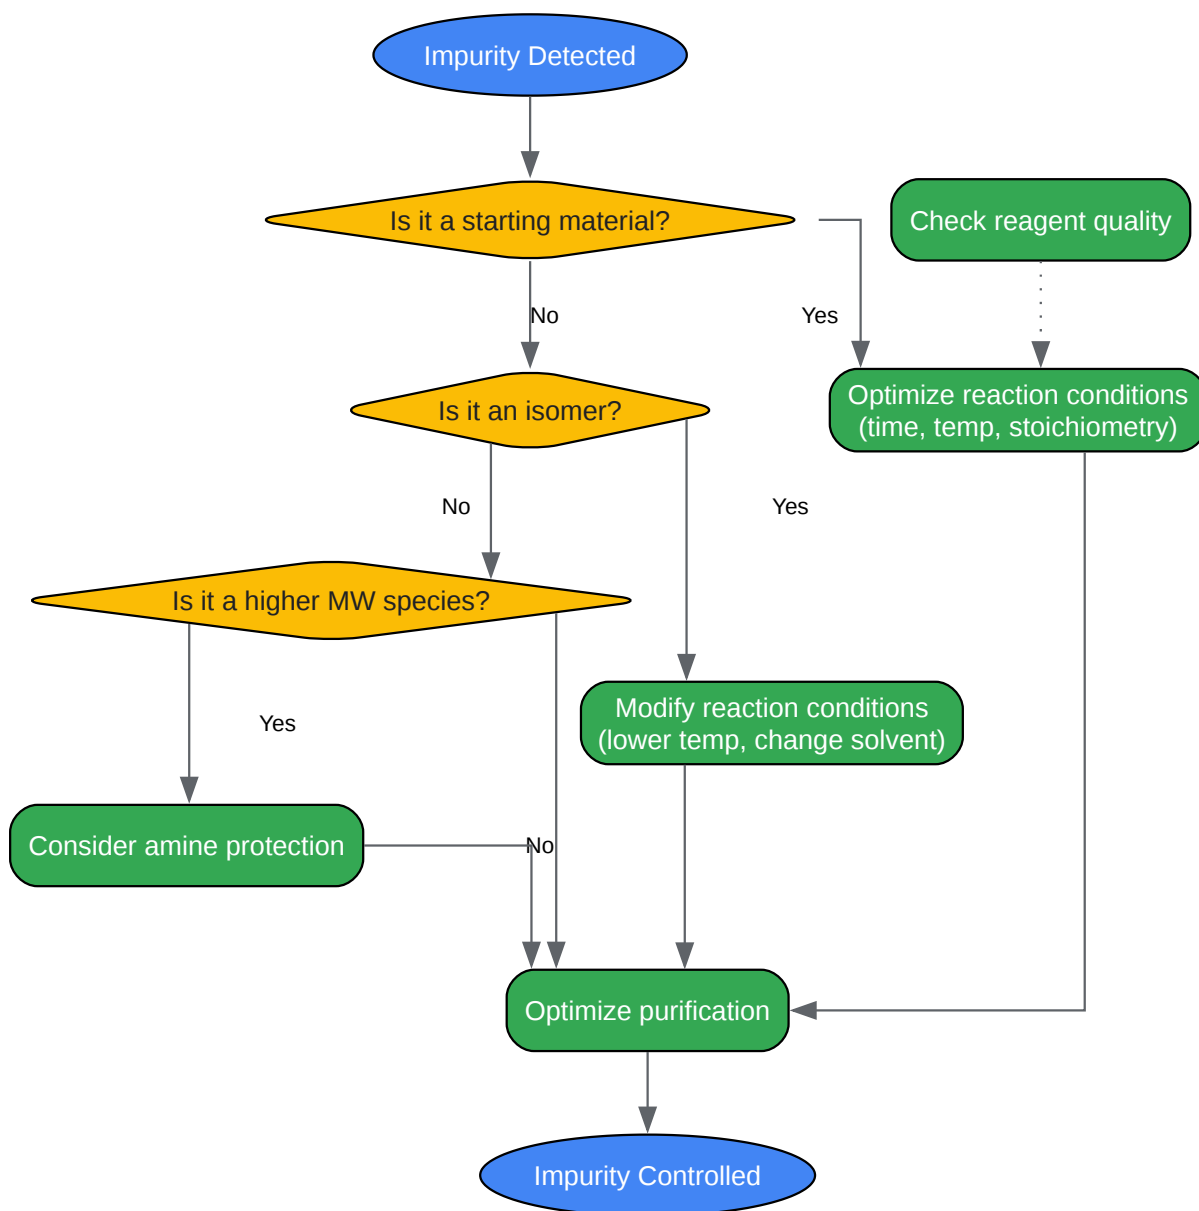 Impurity Detected
Is it a starting material?
Check reagent quality
No
Yes
Optimize reaction conditions
(time, temp, stoichiometry)
Is it an isomer?
No
Yes
Is it a higher MW species?
Yes
Modify reaction conditions
(lower temp, change solvent)
Consider amine protection
No
Optimize purification
Impurity Controlled